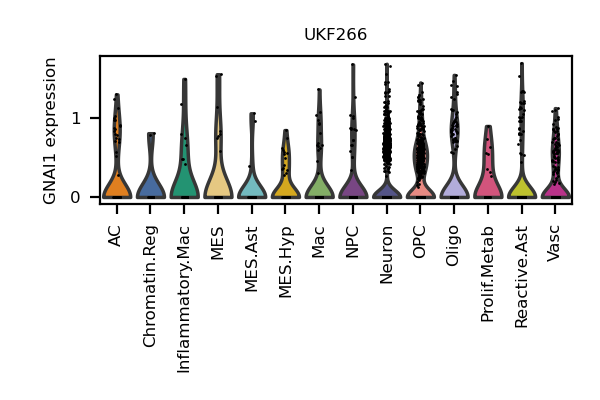 UKF266
GNAI1 expression
1
0
AC
Chromatin.Reg
Inflammatory.Mac
MES
MES.Ast
MES.Hyp
Mac
NPC
Neuron
OPC
Oligo
Prolif.Metab
Reactive.Ast
Vasc